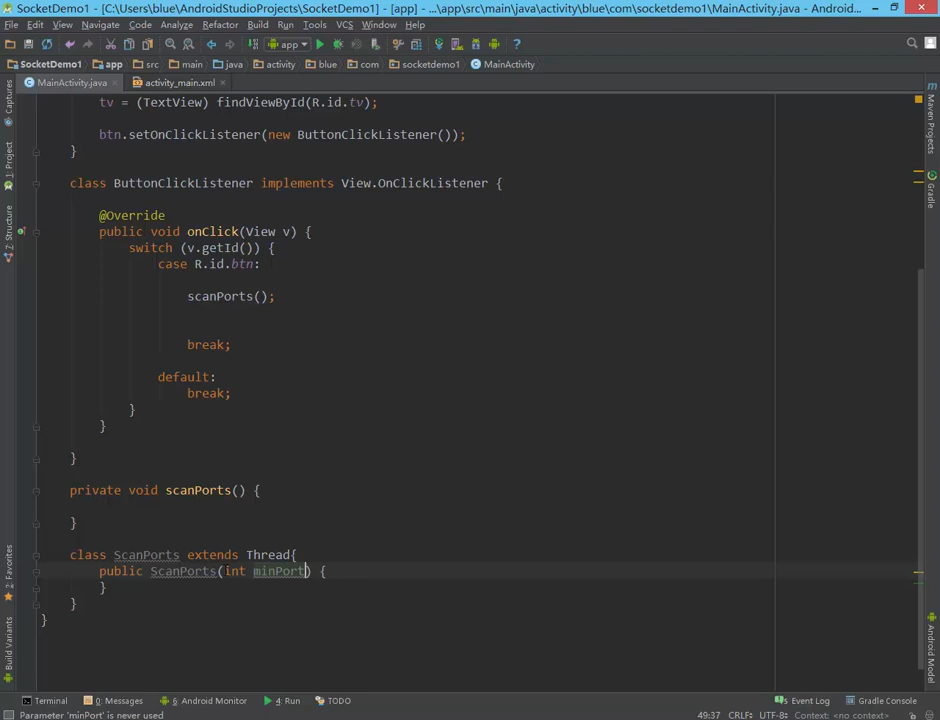 SocketDemo1 - [C:\Users\blue\AndroidStudioProjects\SocketDemo1] - [app] - ...\app\src\main\java\activity\blue\com\socketdemo1\MainActivity.java - Android...
File Edit View Navigate Code Analyze Refactor Build Run Tools VCS Window Help
app
SocketDemo1 app src main java activity blue com socketdemo1 MainActivity
MainActivity.java activity_main.xml
Captures
1: Project
7: Structure
2: Favorites
Build Variants
tv = (TextView) findViewById(R.id.tv);
btn.setOnClickListener(new ButtonClickListener());
}
class ButtonClickListener implements View.OnClickListener {
@Override
public void onClick(View v) {
switch (v.getId()) {
case R.id.btn:
scanPorts();
break;
default:
break;
}
}
}
private void scanPorts() {
}
class ScanPorts extends Thread{
public ScanPorts(int minPort) {
}
}
}
Maven Projects
Gradle
Android Model
Terminal 0: Messages 6: Android Monitor 4: Run TODO Event Log Gradle Console
Parameter 'minPort' is never used 49:37 CRLF÷ UTF-8÷ Context: <no context>